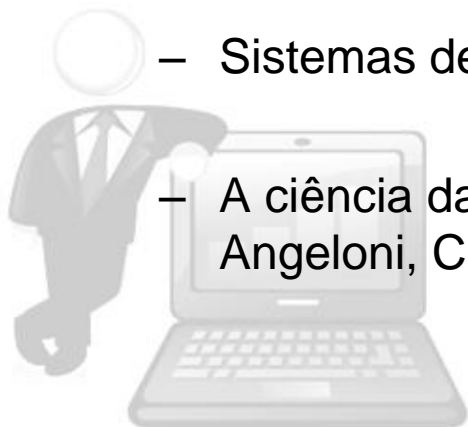 – Sistemas de
– A ciência da
Angeloni, C